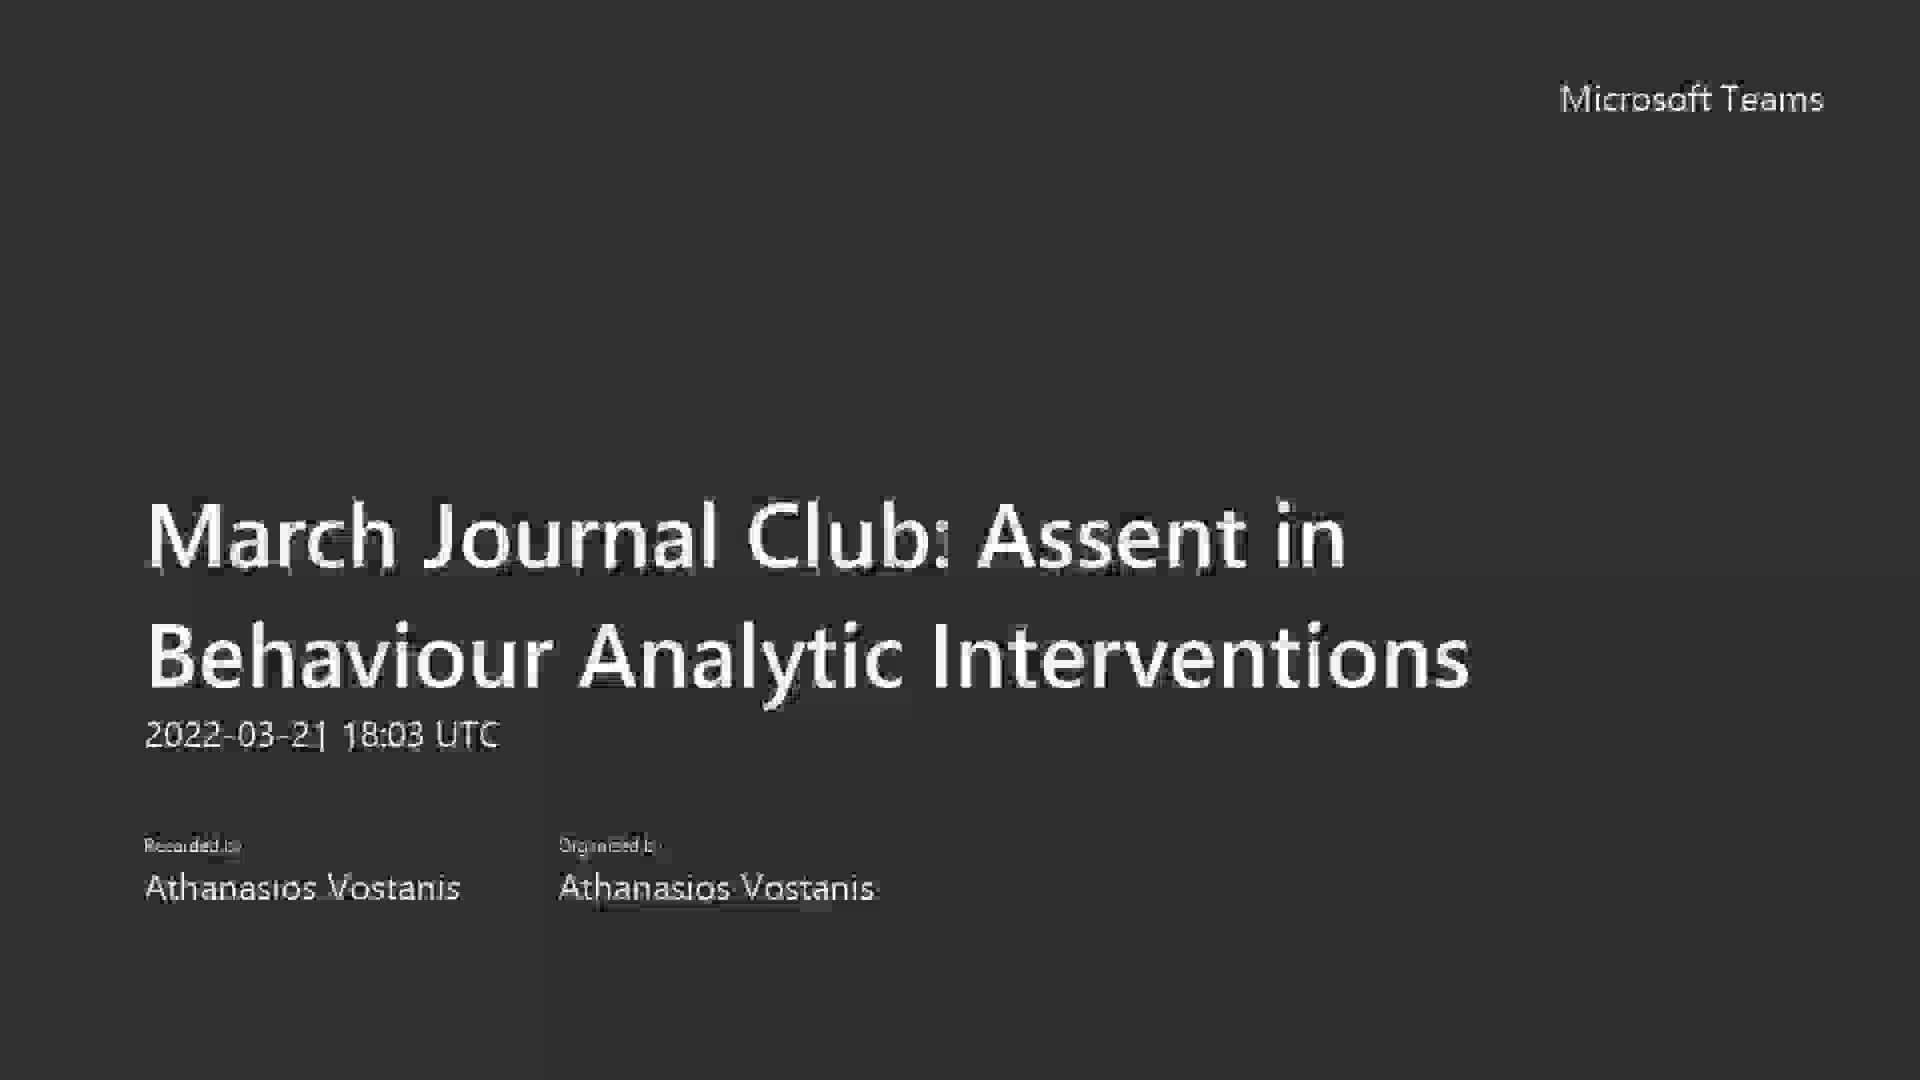 Microsoft Teams
March Journal Club: Assent in
Behaviour Analytic Interventions
2022-03-21 18:03 UTC
Recorded by
Organized by
Athanasios Vostanis
Athanasios Vostanis